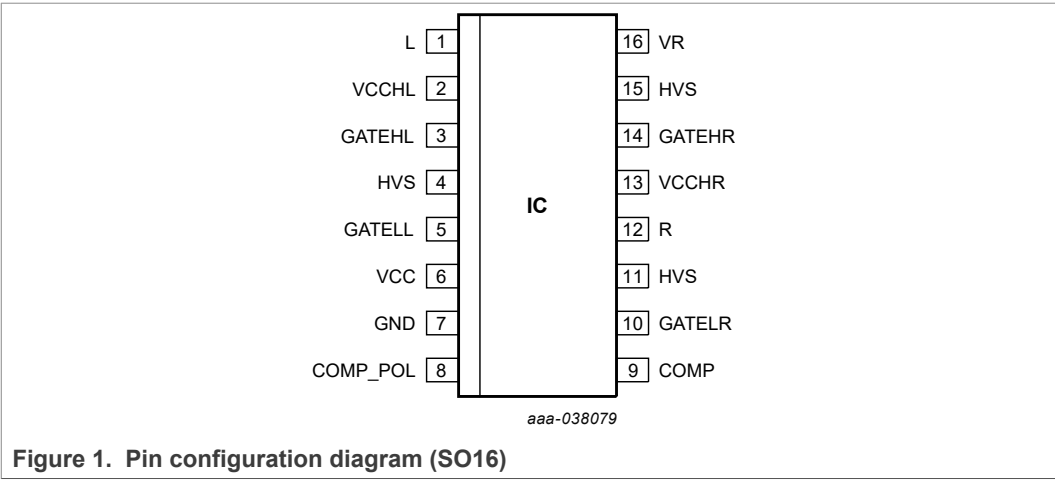 L 1 16 VR
VCCHL 2 15 HVS
GATEHL 3 14 GATEHR
HVS 4 13 VCCHR
IC
GATELL 5 12 R
VCC 6 11 HVS
GND 7 10 GATELR
COMP_POL 8 9 COMP
aaa-038079
Figure 1. Pin configuration diagram (SO16)